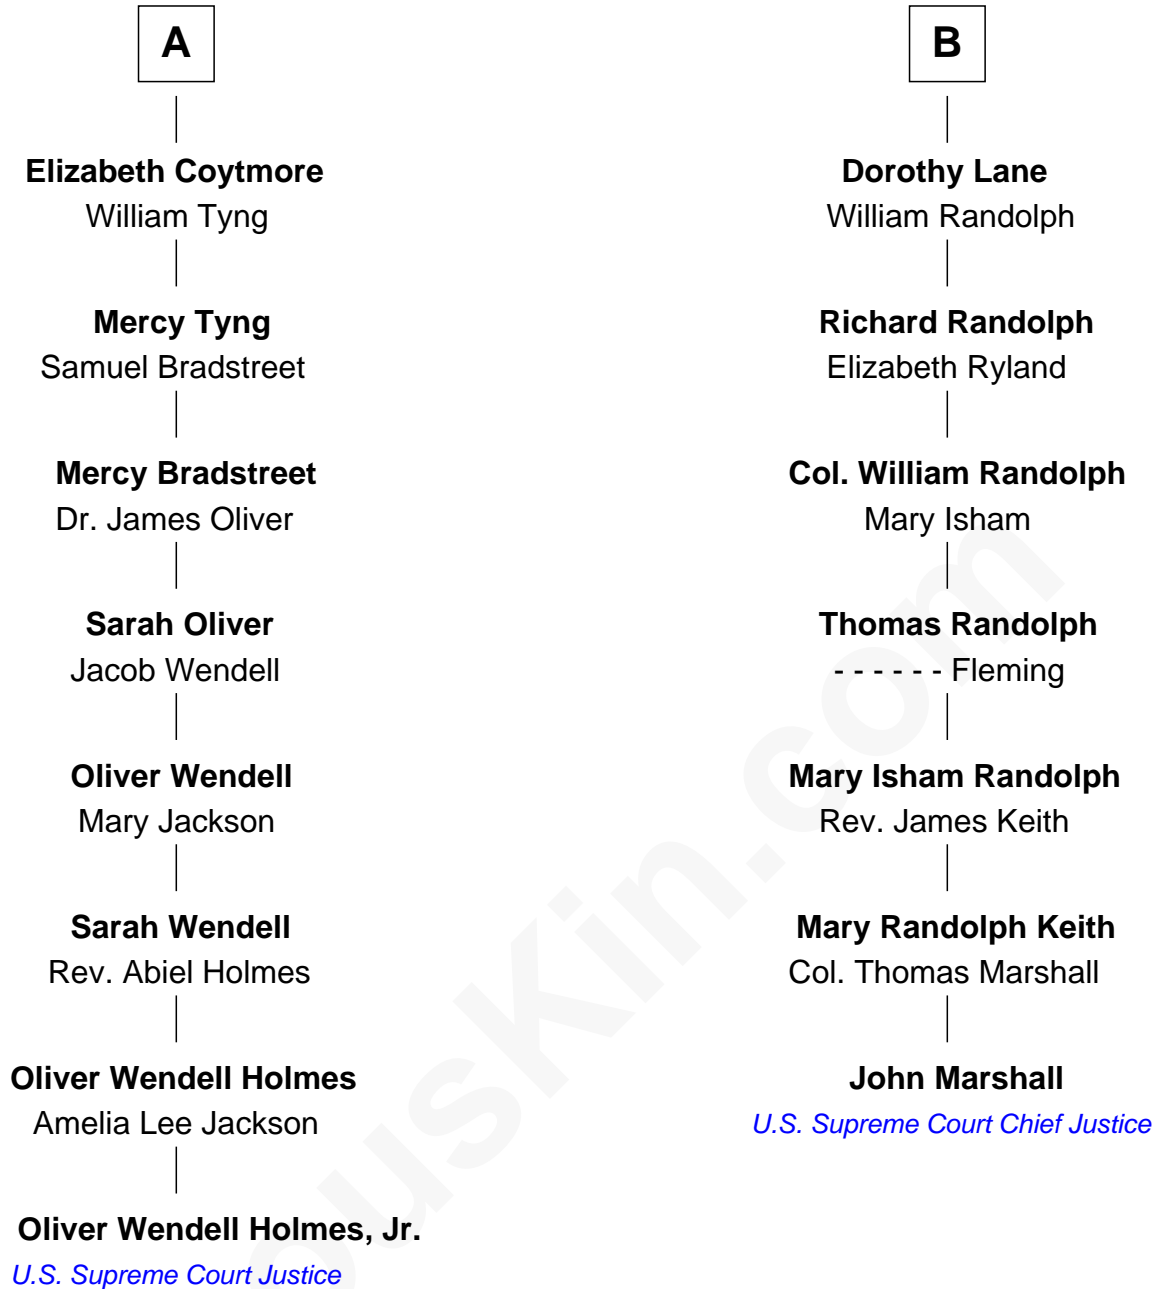 A
Elizabeth Coytmore
William Tyng
Mercy Tyng
Samuel Bradstreet
Mercy Bradstreet
Dr. James Oliver
Sarah Oliver
Jacob Wendell
Oliver Wendell
Mary Jackson
Sarah Wendell
Rev. Abiel Holmes
Oliver Wendell Holmes
Amelia Lee Jackson
Oliver Wendell Holmes, Jr.
U.S. Supreme Court Justice
B
Dorothy Lane
William Randolph
Richard Randolph
Elizabeth Ryland
Col. William Randolph
Mary Isham
Thomas Randolph
- - - - - - Fleming
Mary Isham Randolph
Rev. James Keith
Mary Randolph Keith
Col. Thomas Marshall
John Marshall
U.S. Supreme Court Chief Justice
ousKin.com